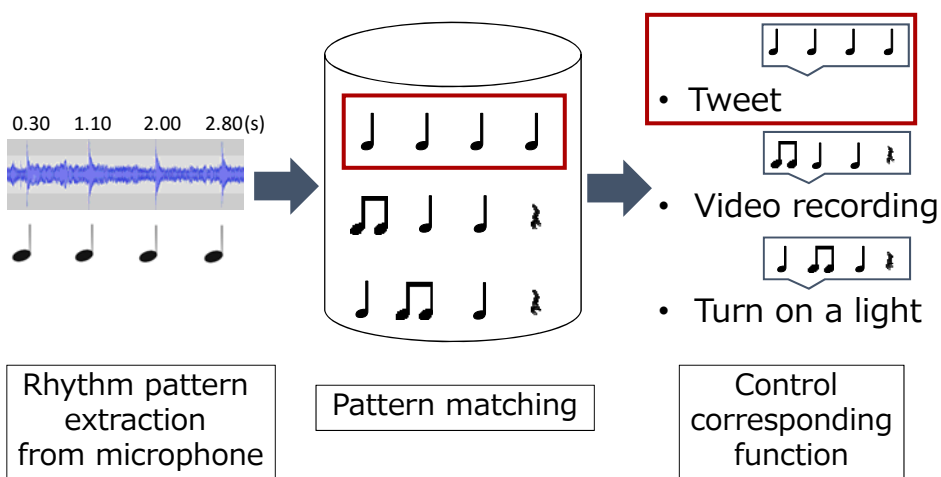 0.30 1.10 2.00 2.80(s)
• Tweet
• Video recording
• Turn on a light
Rhythm pattern
extraction
from microphone
Pattern matching
Control
corresponding
function